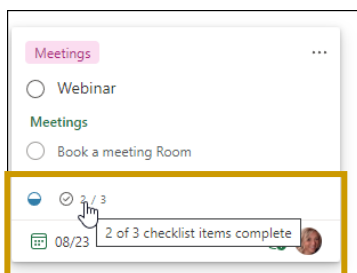 Meetings
Webinar
Meetings
Book a meeting Room
2 / 3
08/23
2 of 3 checklist items complete